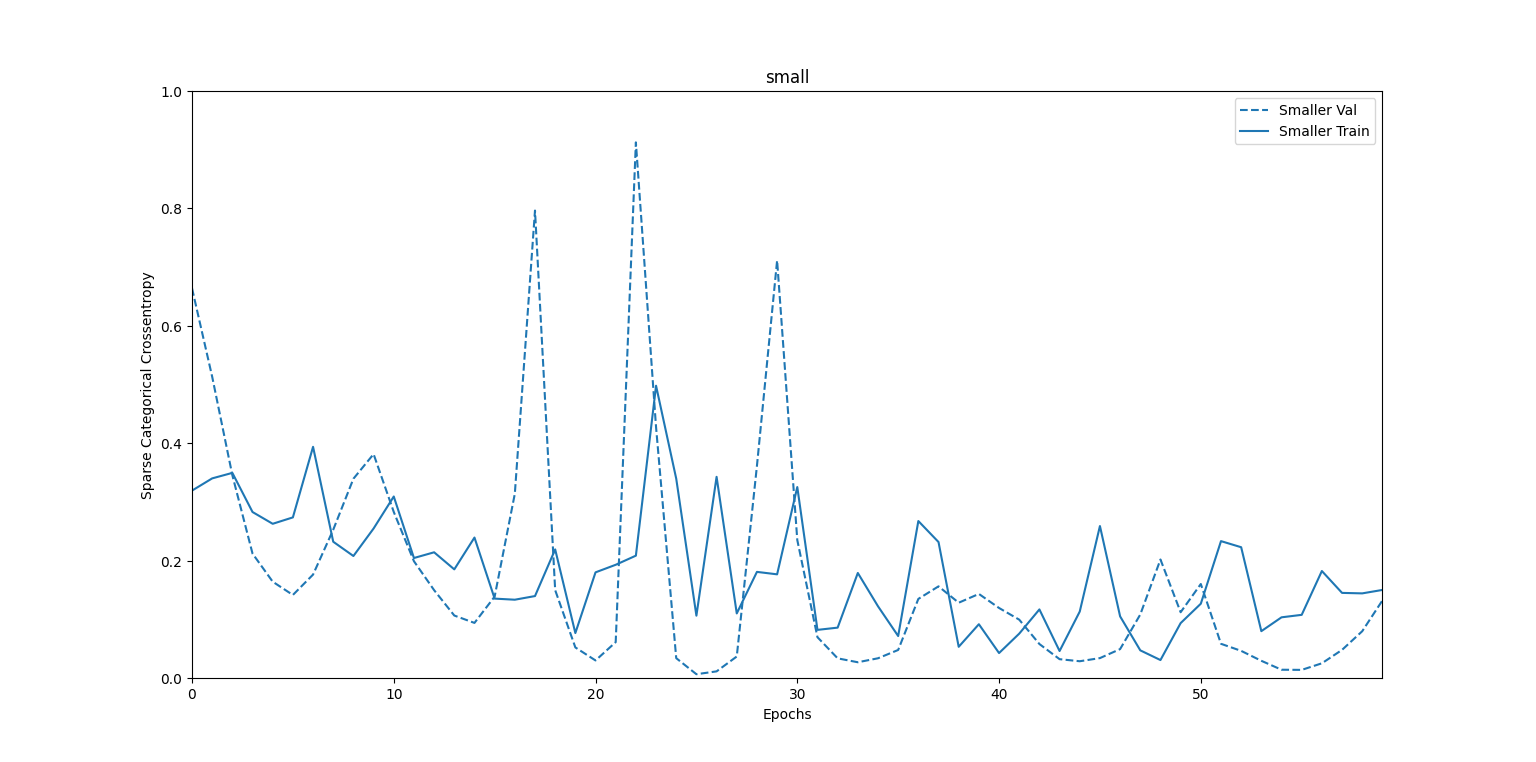 small
Smaller Val
Smaller Train
Sparse Categorical Crossentropy
1.0
0.8
0.6
0.4
0.2
0.0
0 10 20 30 40 50
Epochs